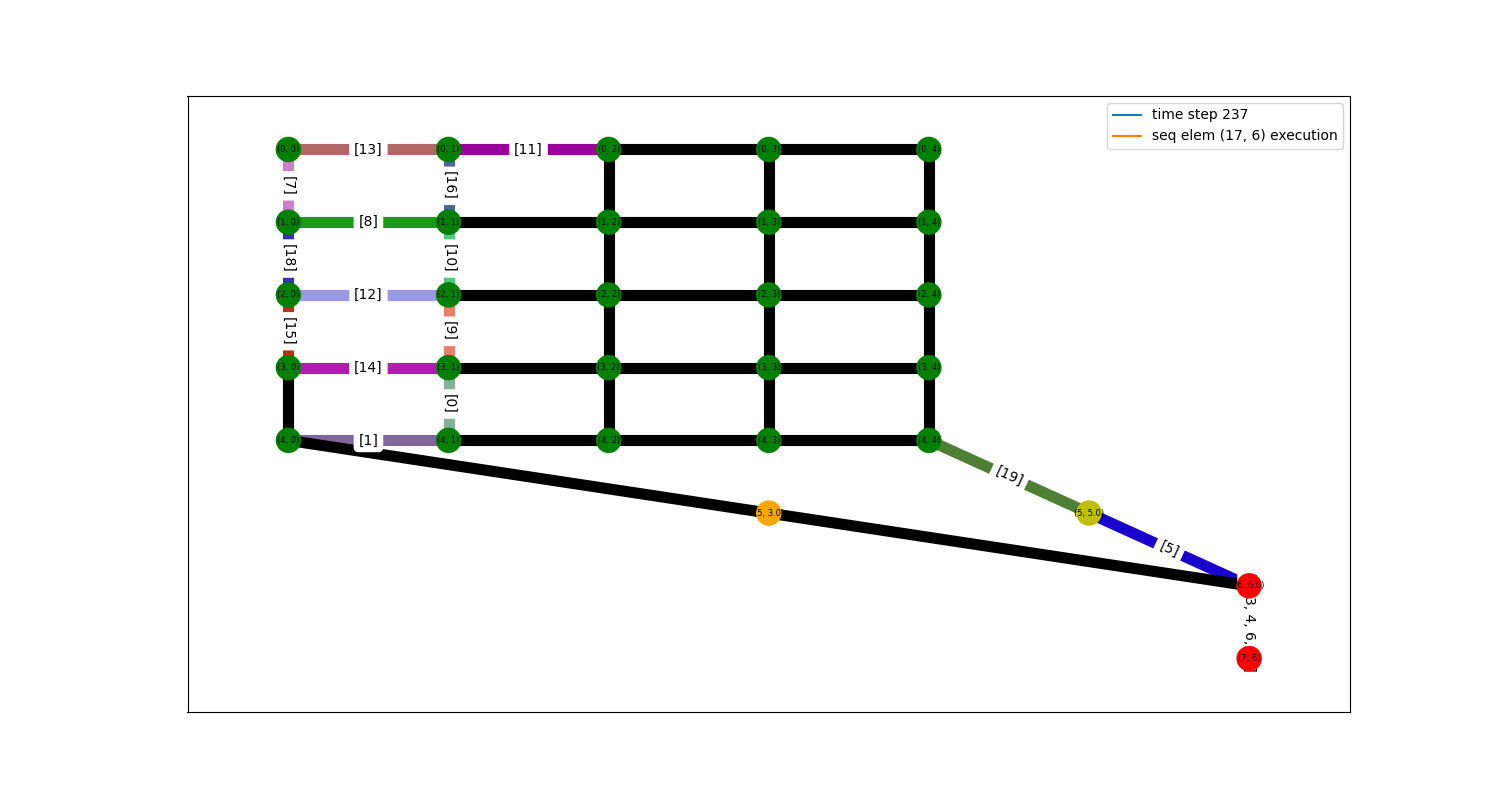 time step 237
seq elem (17, 6) execution
(0, 0) [13] (0, 1) [11] (0, 2) (0, 3) (0, 4)
[7] [16]
(1, 0) [8] (1, 1) (1, 2) (1, 3) (1, 4)
[18] [10]
(2, 0) [12] (2, 1) (2, 2) (2, 3) (2, 4)
[15] [9]
(3, 0) [14] (3, 1) (3, 2) (3, 3) (3, 4)
[0]
(4, 0) [1] (4, 1) (4, 2) (4, 3) (4, 4)
[19]
(5, 3.0) (5, 5.0)
[5]
(6, 6.0)
3, 4, 6,
(7, 6)